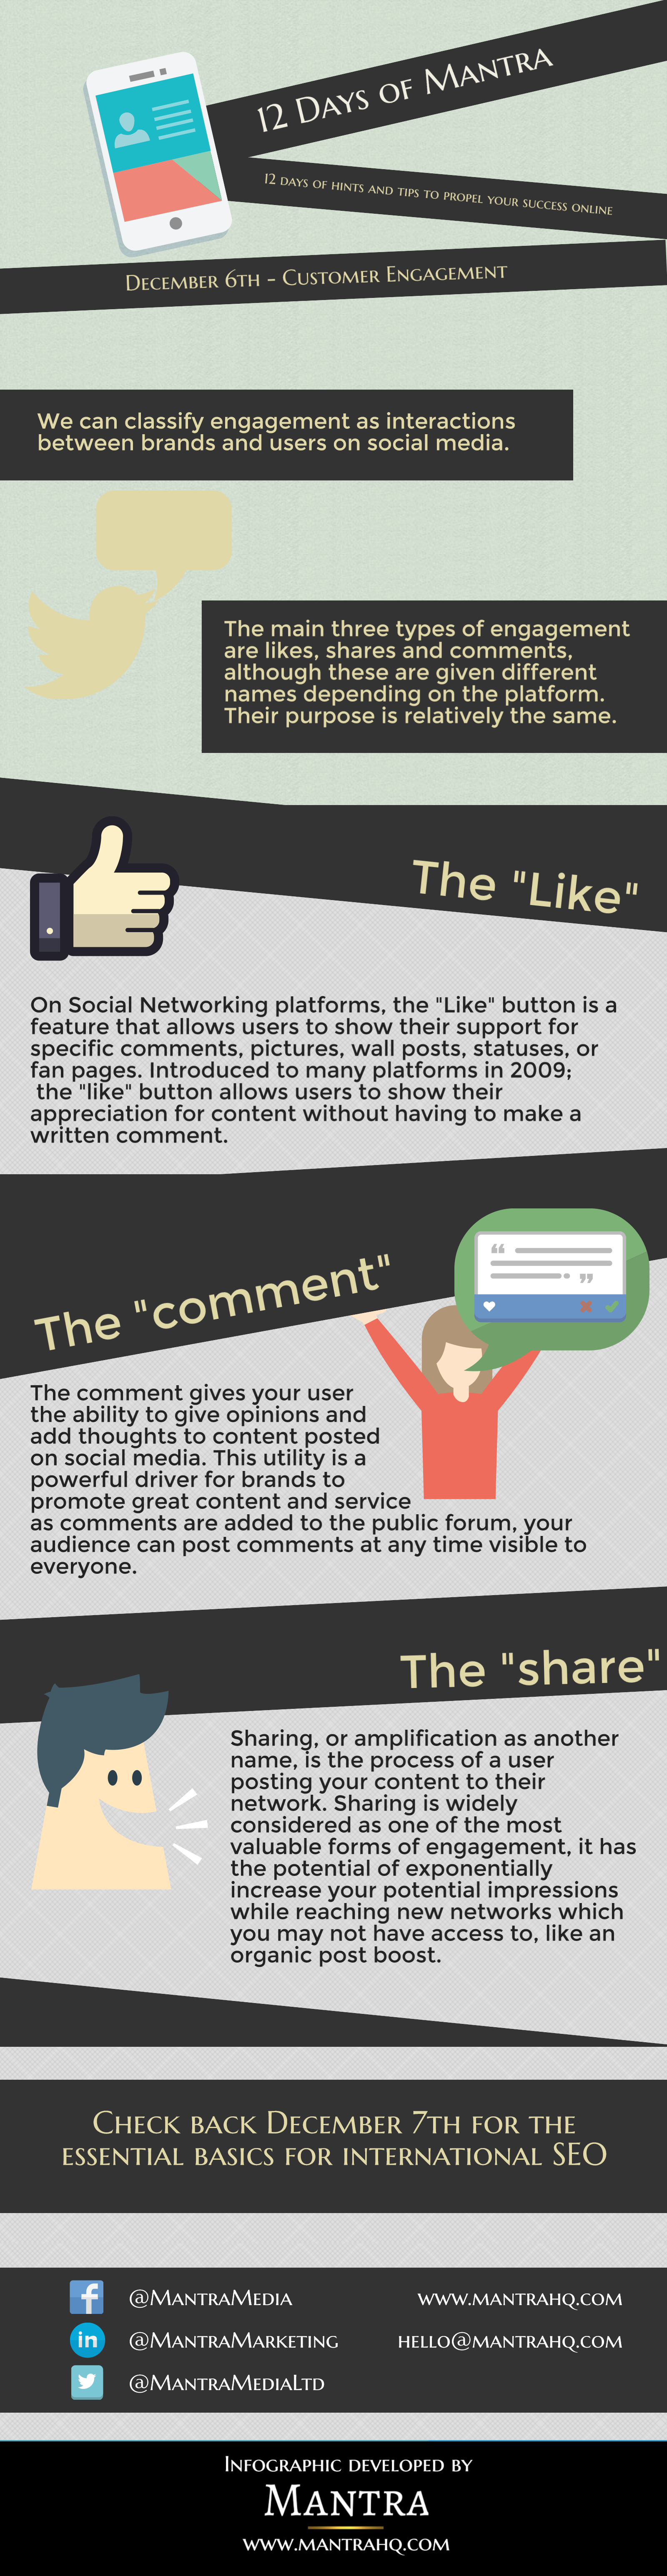 12 Days of Mantra
12 days of hints and tips to propel your success online
December 6th - Customer Engagement
We can classify engagement as interactions
between brands and users on social media.
The main three types of engagement
are likes, shares and comments,
although these are given different
names depending on the platform.
Their purpose is relatively the same.
The "Like"
On Social Networking platforms, the "Like" button is a
feature that allows users to show their support for
specific comments, pictures, wall posts, statuses, or
fan pages. Introduced to many platforms in 2009;
the "like" button allows users to show their
appreciation for content without having to make a
written comment.
The "comment"
The comment gives your user
the ability to give opinions and
add thoughts to content posted
on social media. This utility is a
powerful driver for brands to
promote great content and service
as comments are added to the public forum, your
audience can post comments at any time visible to
everyone.
The "share"
Sharing, or amplification as another
name, is the process of a user
posting your content to their
network. Sharing is widely
considered as one of the most
valuable forms of engagement, it has
the potential of exponentially
increase your potential impressions
while reaching new networks which
you may not have access to, like an
organic post boost.
Check back December 7th for the
essential basics for international SEO
@MantraMedia
www.mantrahq.com
@MantraMarketing
hello@mantrahq.com
@MantraMediaLtd
Infographic developed by
Mantra
www.mantrahq.com